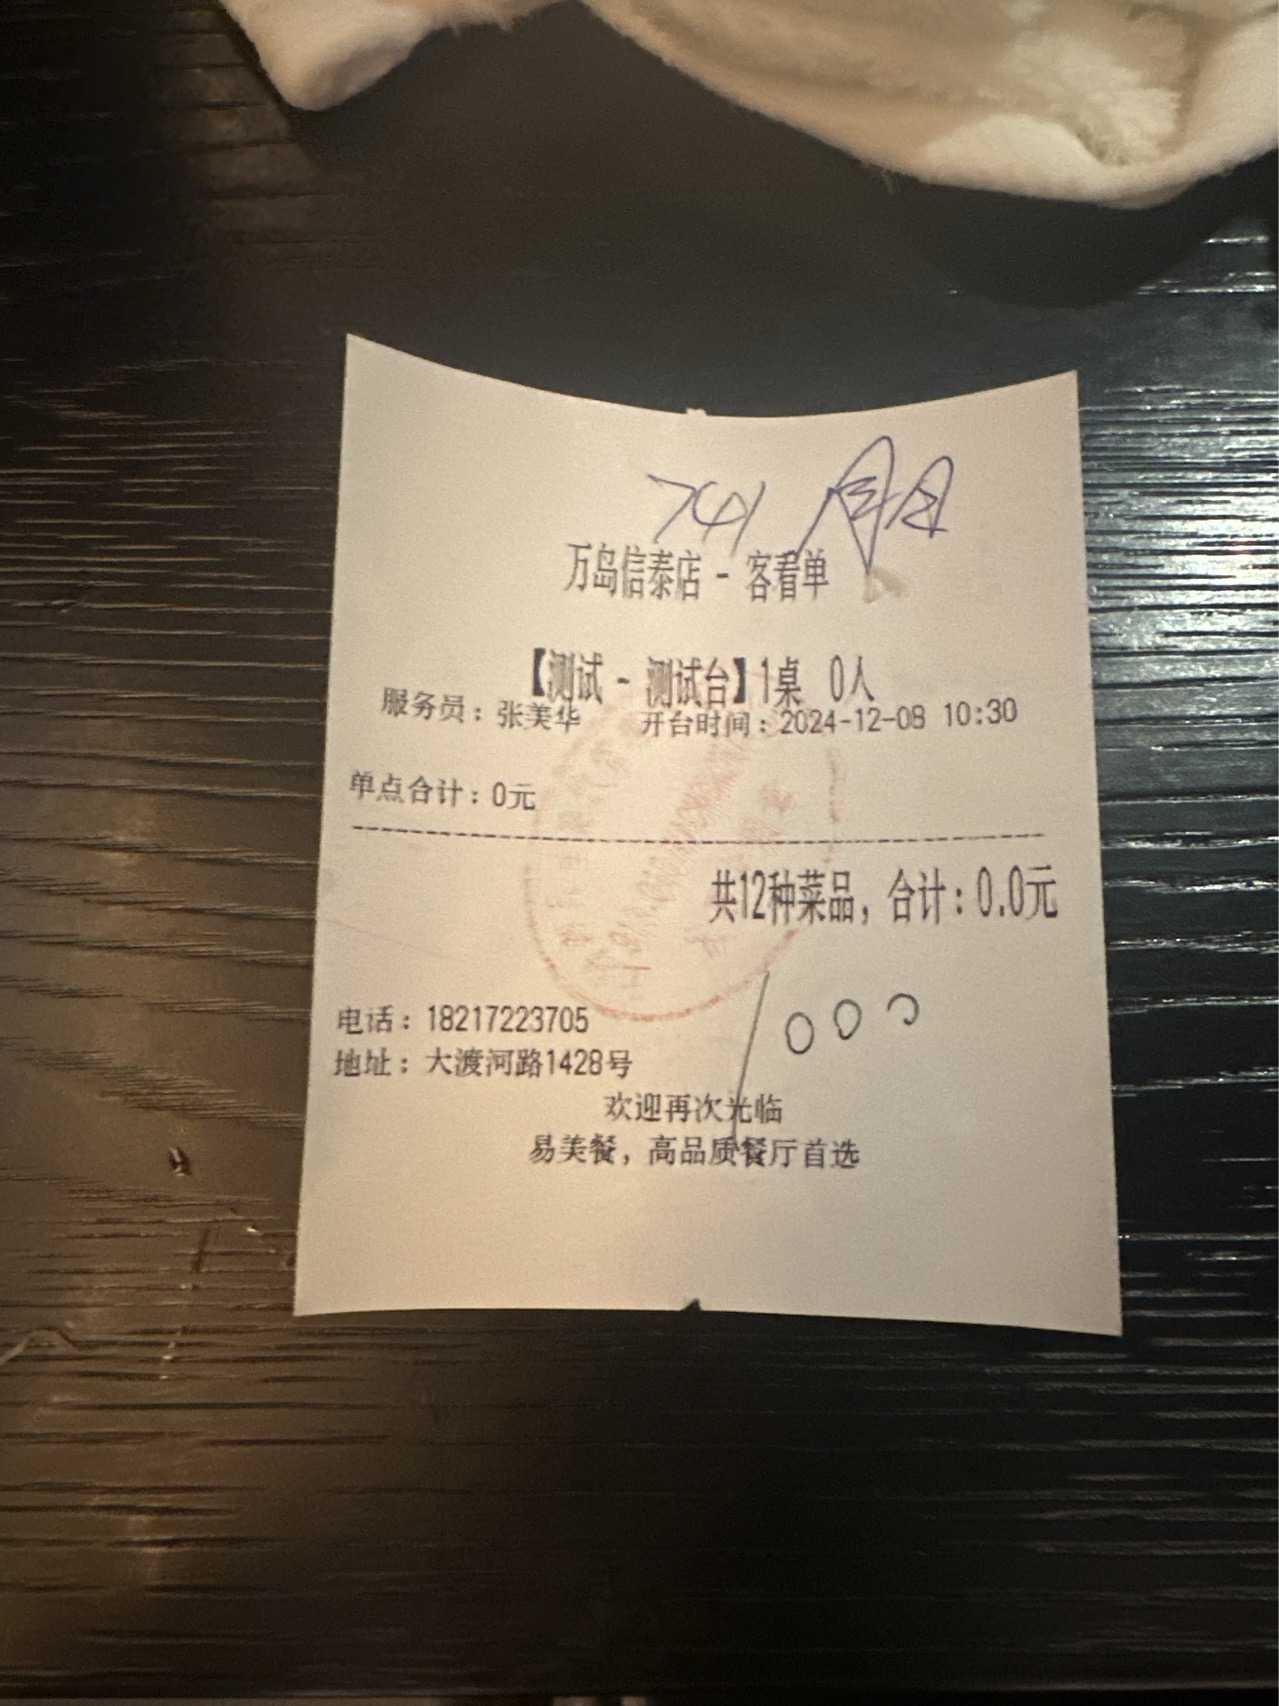 741
万岛信泰店 - 客看单
【测试 - 测试台】1桌 0人
服务员：张美华 开台时间：2024-12-08 10:30
单点合计：0元
共12种菜品，合计：0.0元
1000
电话：18217223705
地址：大渡河路1428号
欢迎再次光临
易美餐，高品质餐厅首选